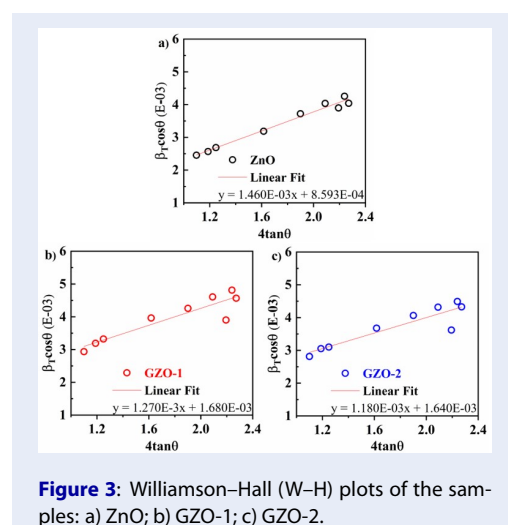 a)
6
5
4
3
2
1
β_T cosθ (E-03)
ZnO
Linear Fit
y = 1.460E-03x + 8.593E-04
1.2 1.6 2.0 2.4
4tanθ
b)
6
5
4
3
2
1
β_T cosθ (E-03)
GZO-1
Linear Fit
y = 1.270E-3x + 1.680E-03
1.2 1.6 2.0 2.4
4tanθ
c)
6
5
4
3
2
1
β_T cosθ (E-03)
GZO-2
Linear Fit
y = 1.180E-03x + 1.640E-03
1.2 1.6 2.0 2.4
4tanθ
Figure 3: Williamson–Hall (W–H) plots of the sam-
ples: a) ZnO; b) GZO-1; c) GZO-2.